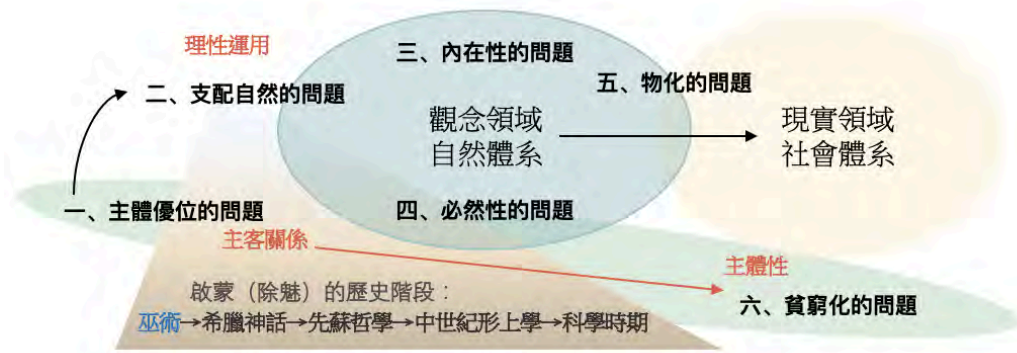 理性運用
三、內在性的問題
二、支配自然的問題
五、物化的問題
觀念領域
自然體系
現實領域
社會體系
一、主體優位的問題
四、必然性的問題
主客關係
主體性
六、貧窮化的問題
啟蒙（除魅）的歷史階段：
巫術→希臘神話→先蘇哲學→中世紀形上學→科學時期